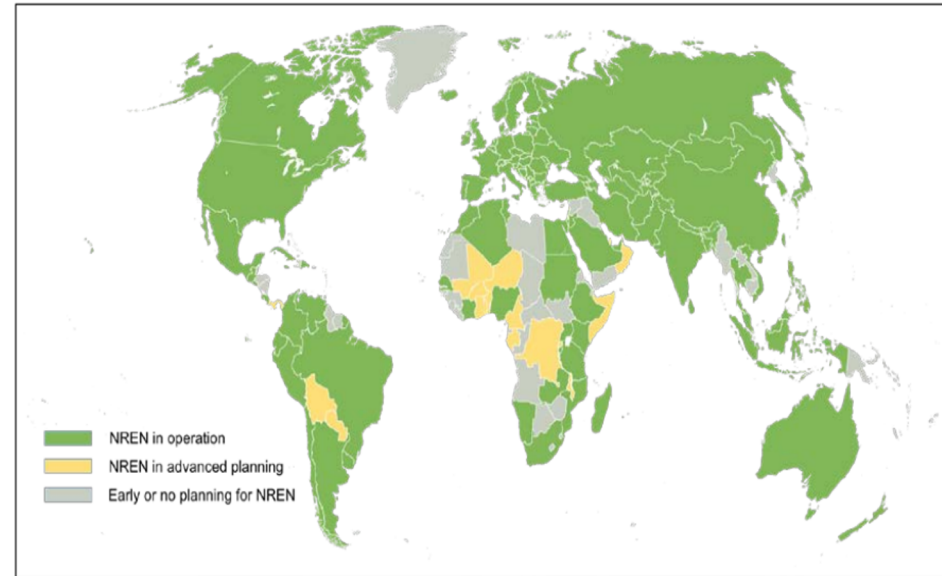 NREN in operation
NREN in advanced planning
Early or no planning for NREN